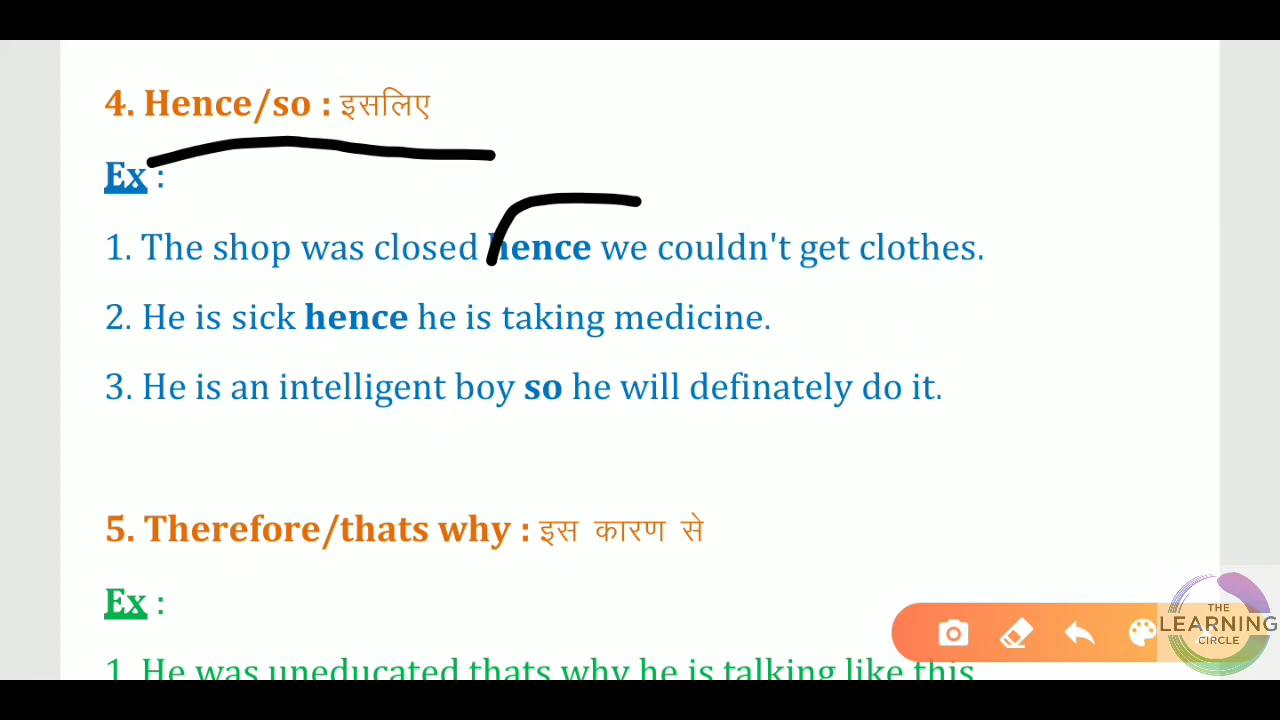 4. Hence/so : इसलिए
Ex :
1. The shop was closed hence we couldn't get clothes.
2. He is sick hence he is taking medicine.
3. He is an intelligent boy so he will definately do it.
5. Therefore/thats why : इस कारण से
Ex :
1. He was uneducated thats why he is talking like this.
THE
LEARNING
CIRCLE